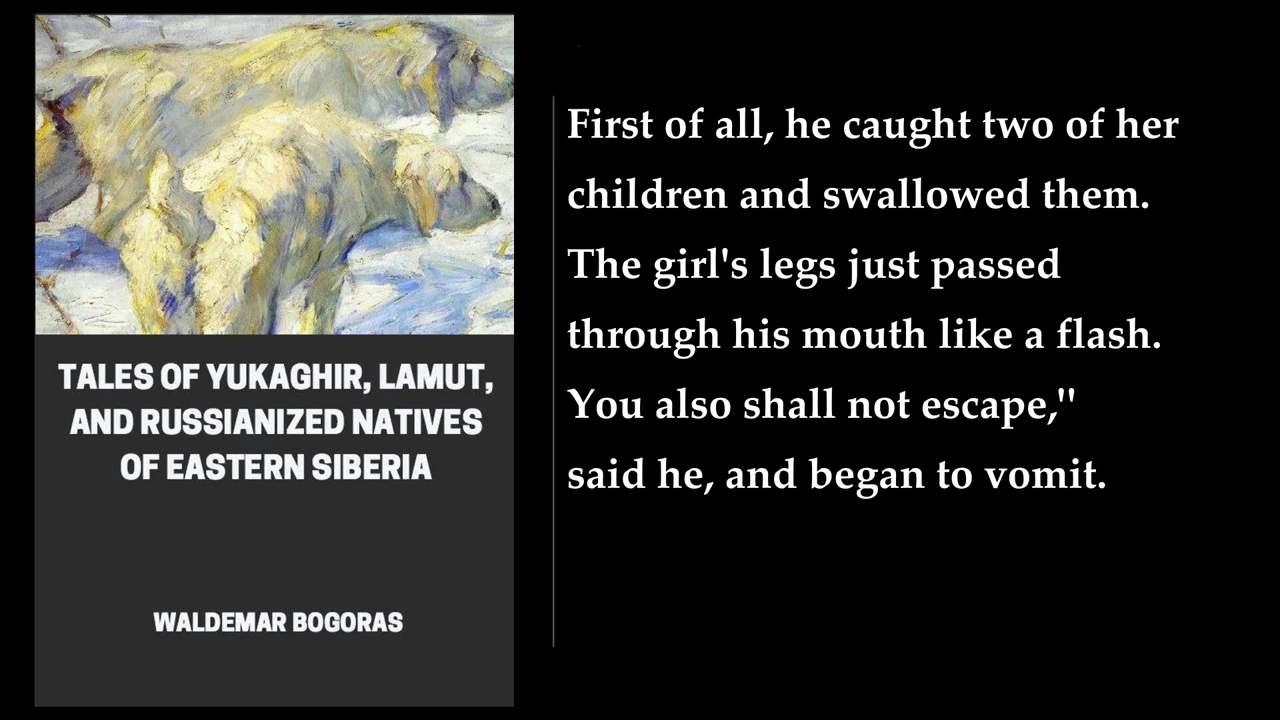 TALES OF YUKAGHIR, LAMUT,
AND RUSSIANIZED NATIVES
OF EASTERN SIBERIA
WALDEMAR BOGORAS
First of all, he caught two of her
children and swallowed them.
The girl's legs just passed
through his mouth like a flash.
You also shall not escape,"
said he, and began to vomit.